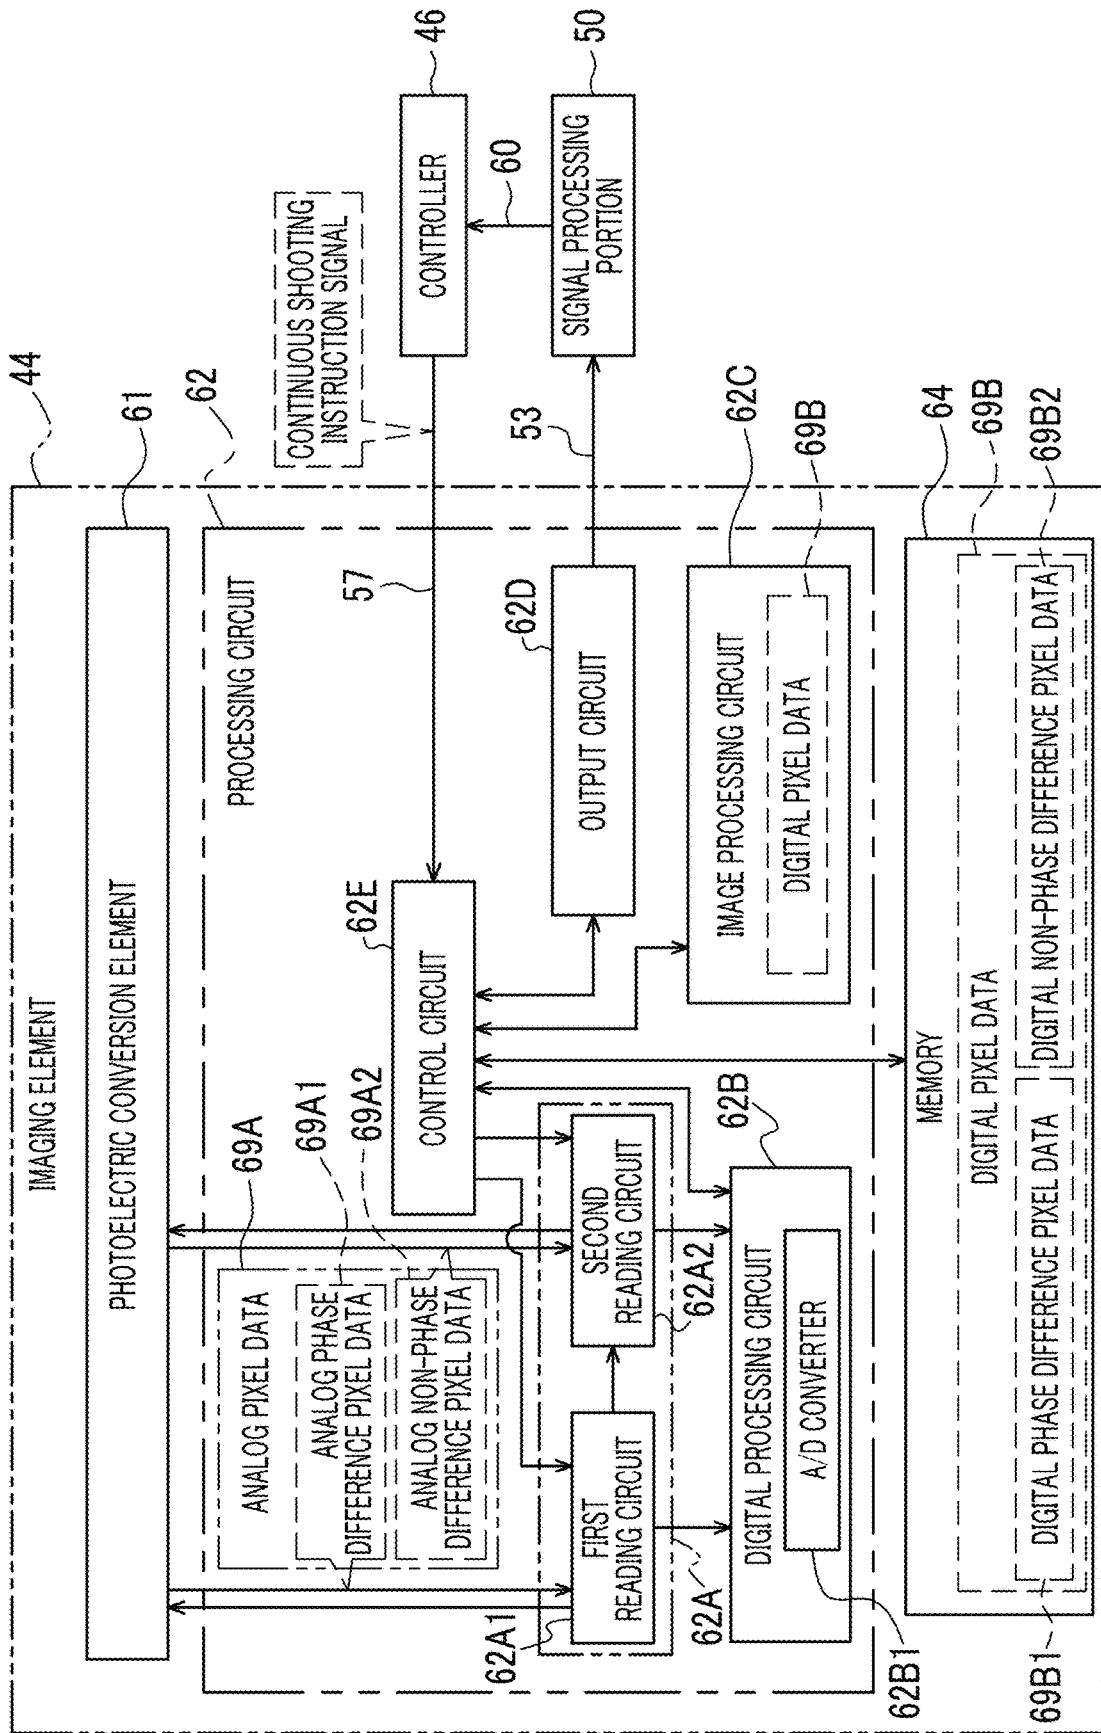 IMAGING ELEMENT
44
PHOTOELECTRIC CONVERSION ELEMENT
61
62
PROCESSING CIRCUIT
69A
ANALOG PIXEL DATA
69A1
ANALOG PHASE
DIFFERENCE PIXEL DATA
69A2
ANALOG NON-PHASE
DIFFERENCE PIXEL DATA
62E
CONTROL CIRCUIT
57
CONTINUOUS SHOOTING
INSTRUCTION SIGNAL
CONTROLLER
46
60
62A1
FIRST
READING CIRCUIT
SECOND
READING CIRCUIT
62A2
62A
62D
OUTPUT CIRCUIT
53
SIGNAL PROCESSING
PORTION
50
62B
DIGITAL PROCESSING CIRCUIT
A/D CONVERTER
62B1
62C
IMAGE PROCESSING CIRCUIT
DIGITAL PIXEL DATA
69B
MEMORY
64
DIGITAL PIXEL DATA
69B
DIGITAL PHASE DIFFERENCE PIXEL DATA
69B1
DIGITAL NON-PHASE DIFFERENCE PIXEL DATA
69B2